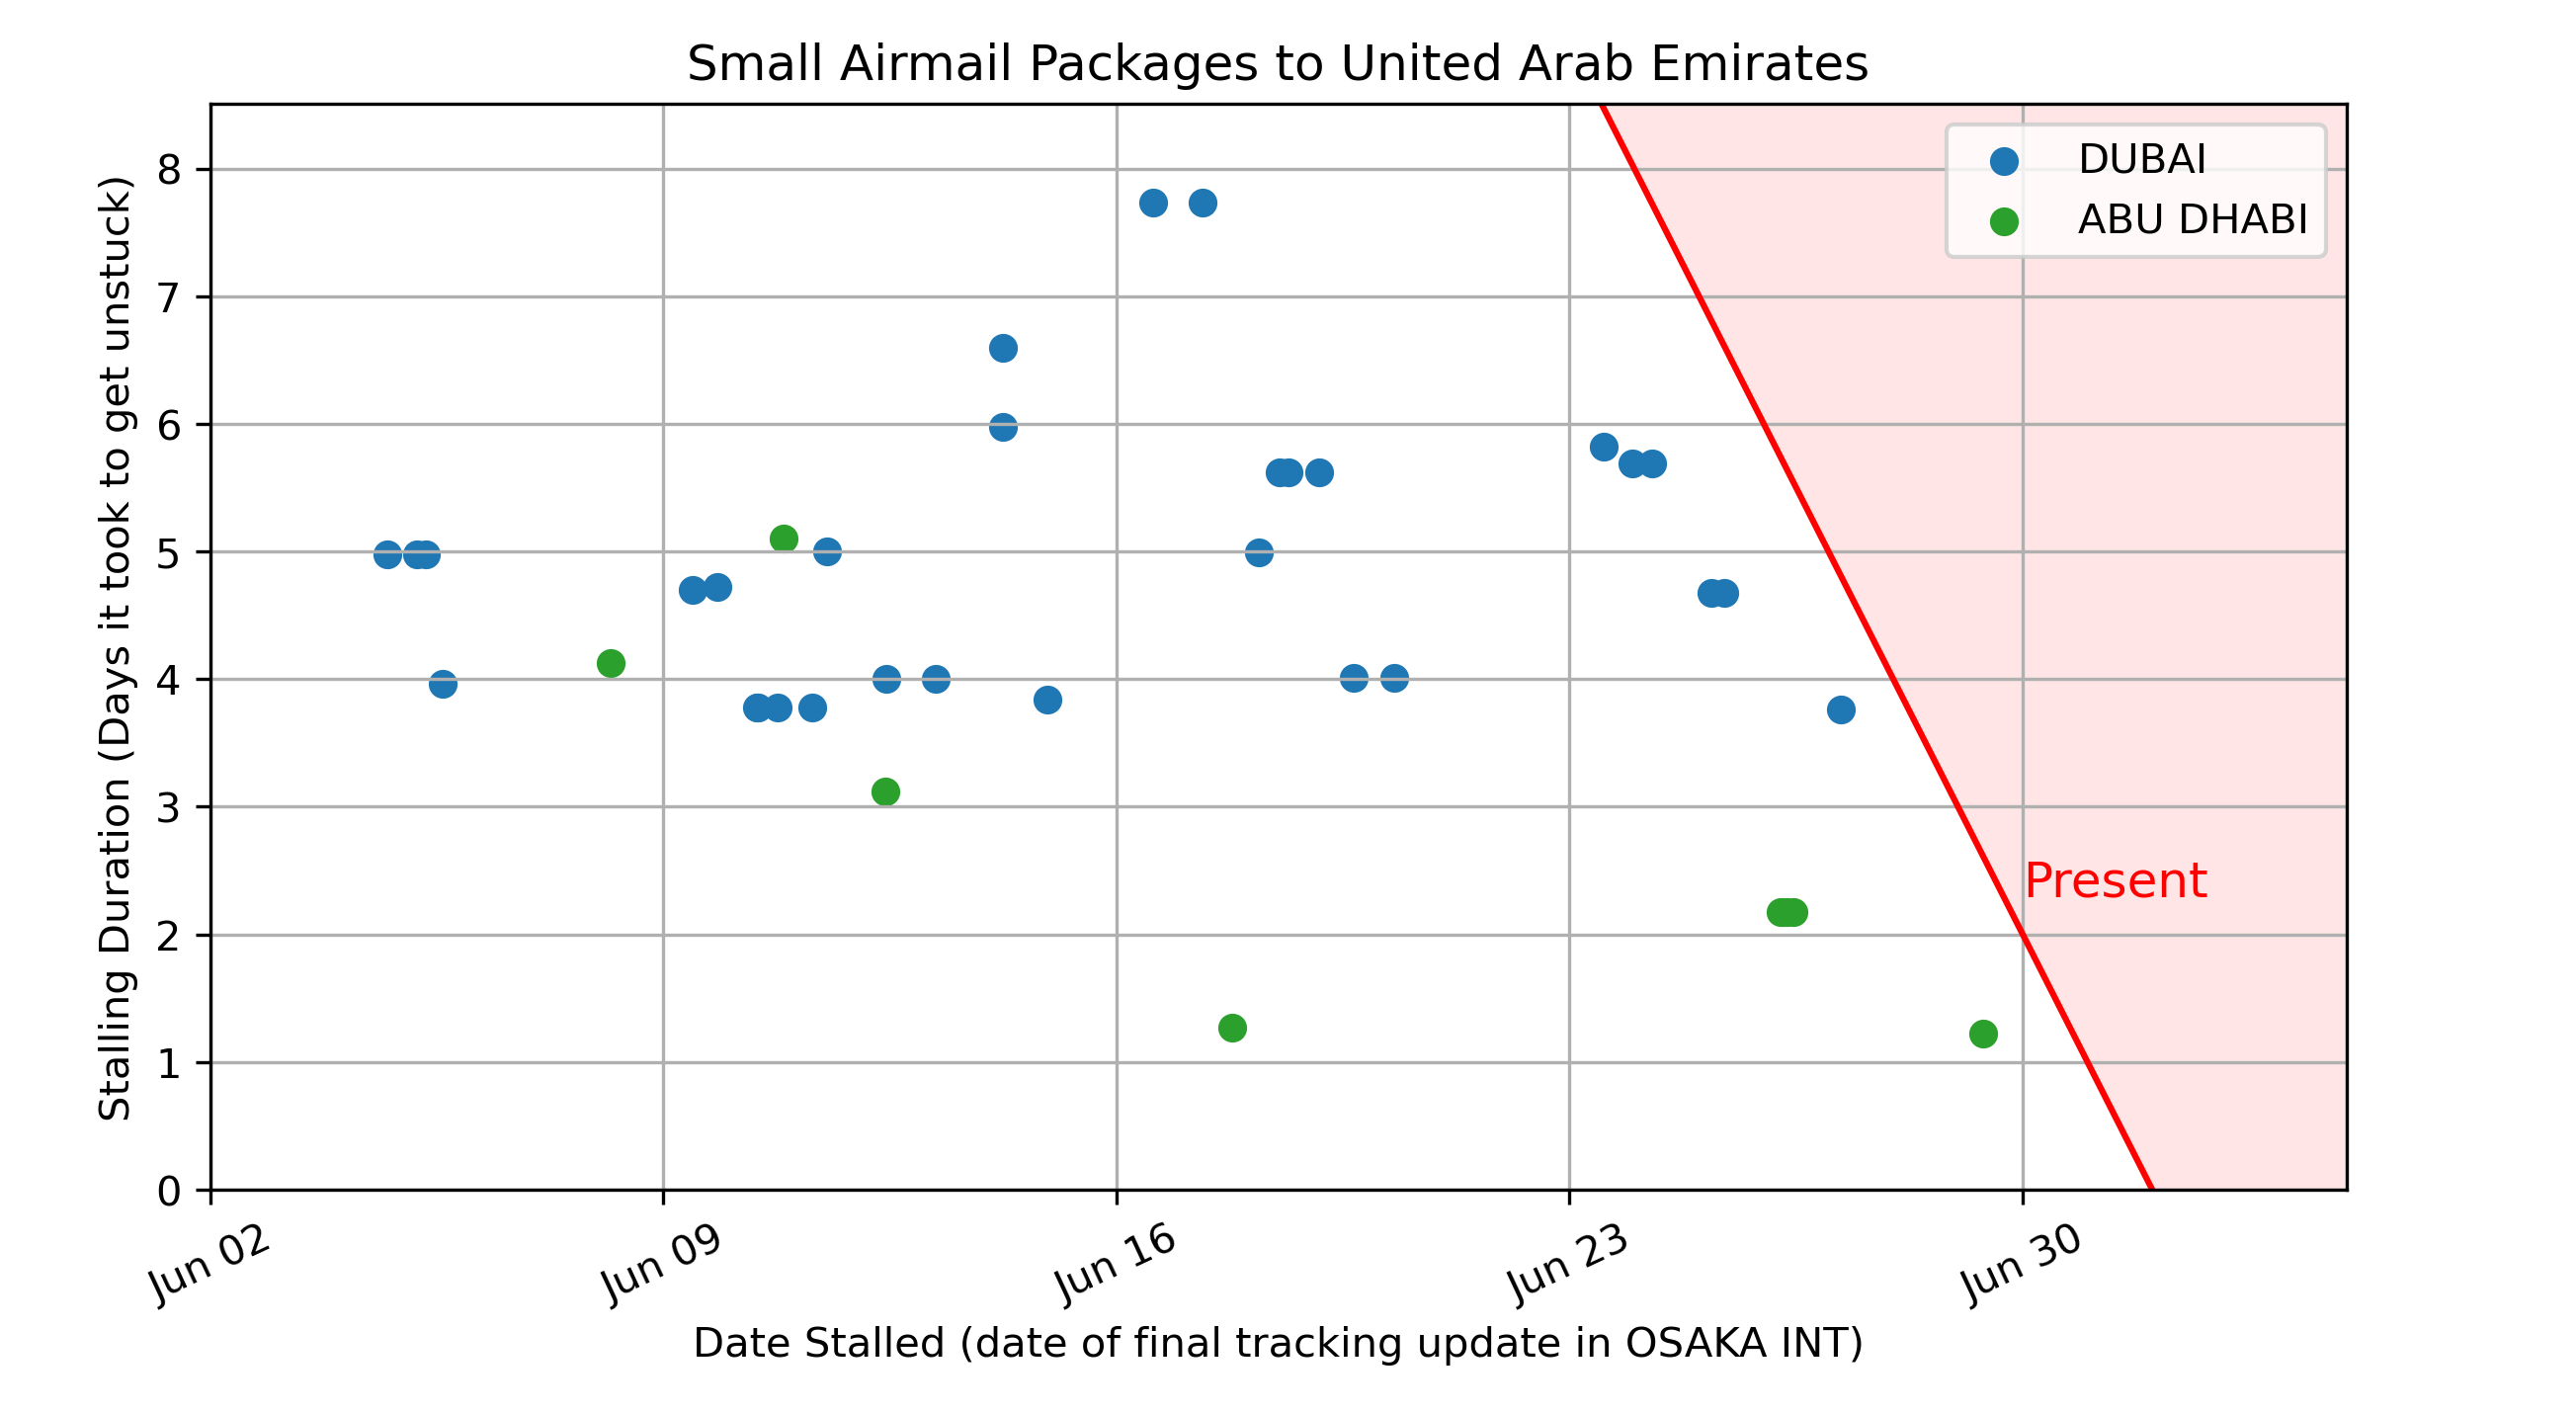 Small Airmail Packages to United Arab Emirates
DUBAI
ABU DHABI
Present
Stalling Duration (Days it took to get unstuck)
8
7
6
5
4
3
2
1
0
Jun 02
Jun 09
Jun 16
Jun 23
Jun 30
Date Stalled (date of final tracking update in OSAKA INT)